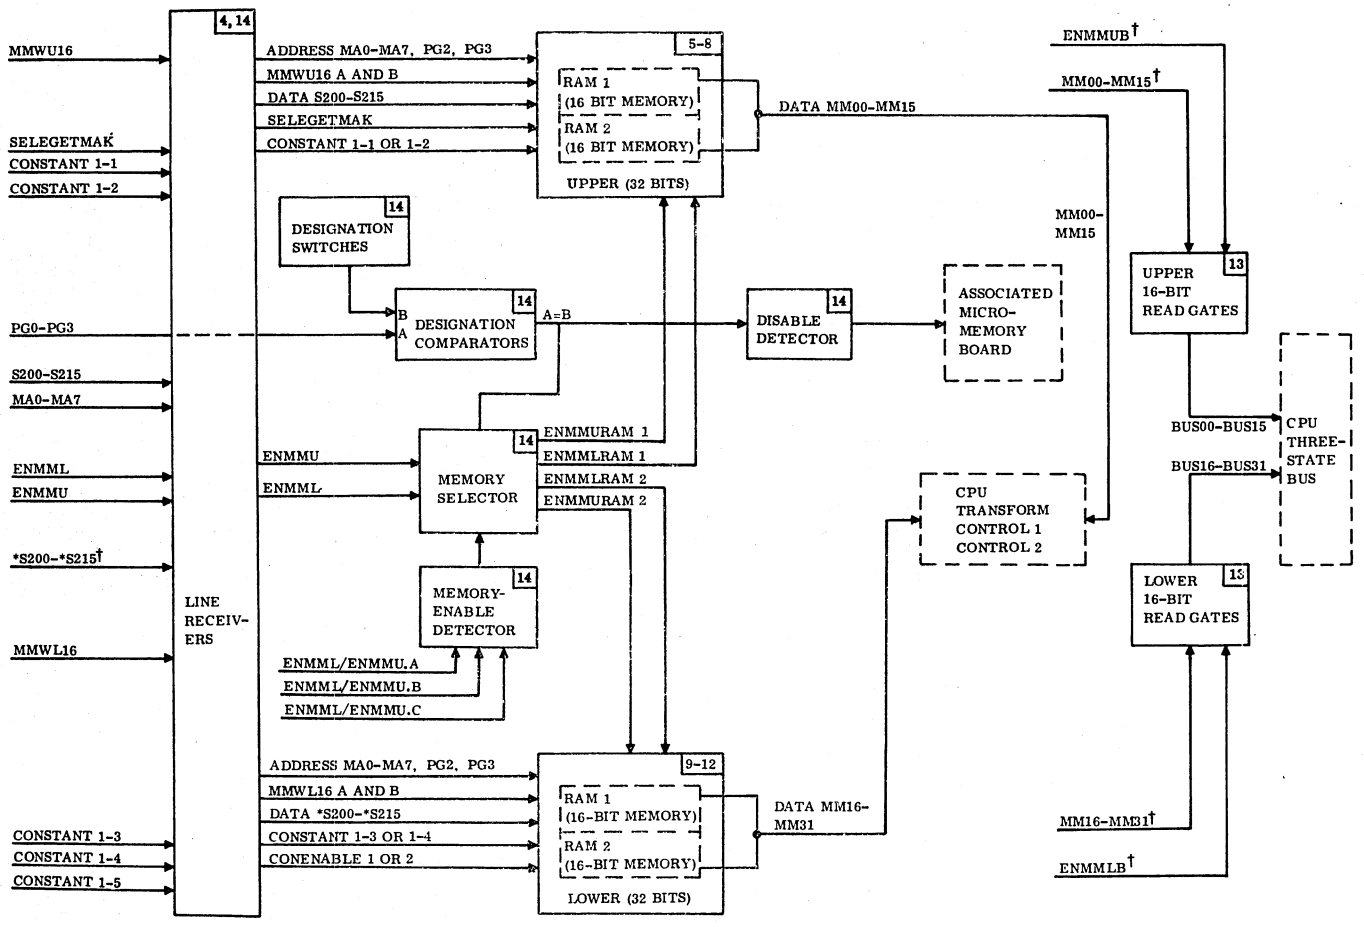 4, 14
MMWU16
SELEGETMAK
CONSTANT 1-1
CONSTANT 1-2
PG0-PG3
S200-S215
MA0-MA7
ENMML
ENMMU
*S200-*S215†
MMWL16
CONSTANT 1-3
CONSTANT 1-4
CONSTANT 1-5
LINE
RECEIV-
ERS
ADDRESS MA0-MA7, PG2, PG3
MMWU16 A AND B
DATA S200-S215
SELEGETMAK
CONSTANT 1-1 OR 1-2
5-8
RAM 1
(16 BIT MEMORY)
RAM 2
(16 BIT MEMORY)
UPPER (32 BITS)
DATA MM00-MM15
14
DESIGNATION
SWITCHES
14
B
A
DESIGNATION
COMPARATORS
A=B
14
DISABLE
DETECTOR
ASSOCIATED
MICRO-
MEMORY
BOARD
ENMMU
ENMML
14
MEMORY
SELECTOR
ENMMURAM 1
ENMMLRAM 1
ENMMLRAM 2
ENMMURAM 2
14
MEMORY-
ENABLE
DETECTOR
ENMML/ENMMU.A
ENMML/ENMMU.B
ENMML/ENMMU.C
ADDRESS MA0-MA7, PG2, PG3
MMWL16 A AND B
DATA *S200-*S215
CONSTANT 1-3 OR 1-4
CONENABLE 1 OR 2
9-12
RAM 1
(16-BIT MEMORY)
RAM 2
(16-BIT MEMORY)
LOWER (32 BITS)
DATA MM16-
MM31
MM00-
MM15
CPU
TRANSFORM
CONTROL 1
CONTROL 2
ENMMUB†
MM00-MM15†
13
UPPER
16-BIT
READ GATES
BUS00-BUS15
BUS16-BUS31
CPU
THREE-
STATE
BUS
13
LOWER
16-BIT
READ GATES
MM16-MM31†
ENMMLB†